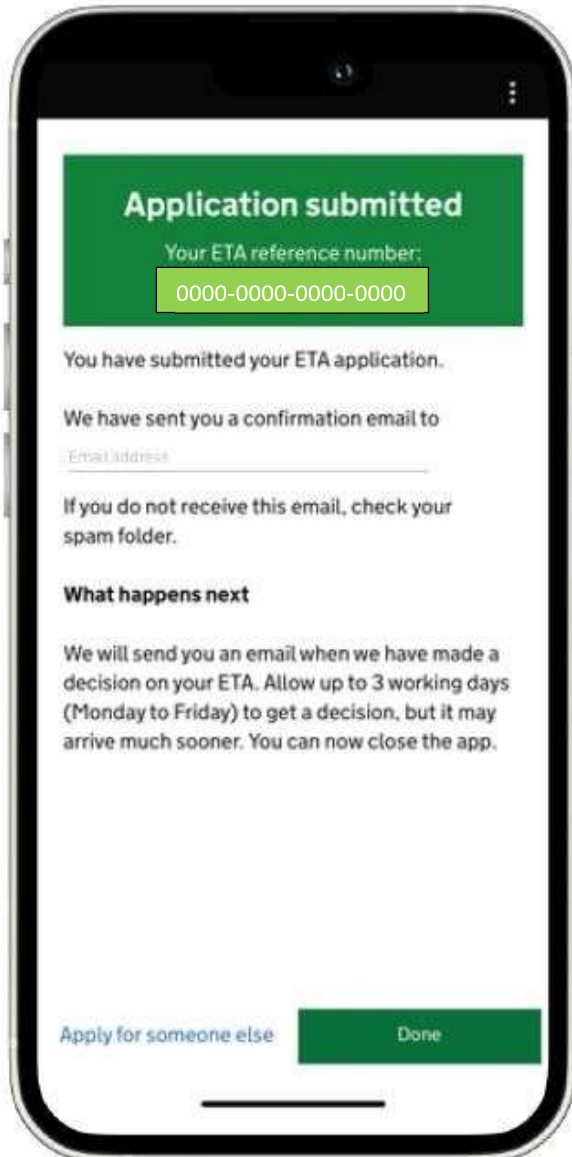 Application submitted
Your ETA reference number:
0000-0000-0000-0000
You have submitted your ETA application.
We have sent you a confirmation email to
Email address
If you do not receive this email, check your
spam folder.
What happens next
We will send you an email when we have made a
decision on your ETA. Allow up to 3 working days
(Monday to Friday) to get a decision, but it may
arrive much sooner. You can now close the app.
Apply for someone else
Done